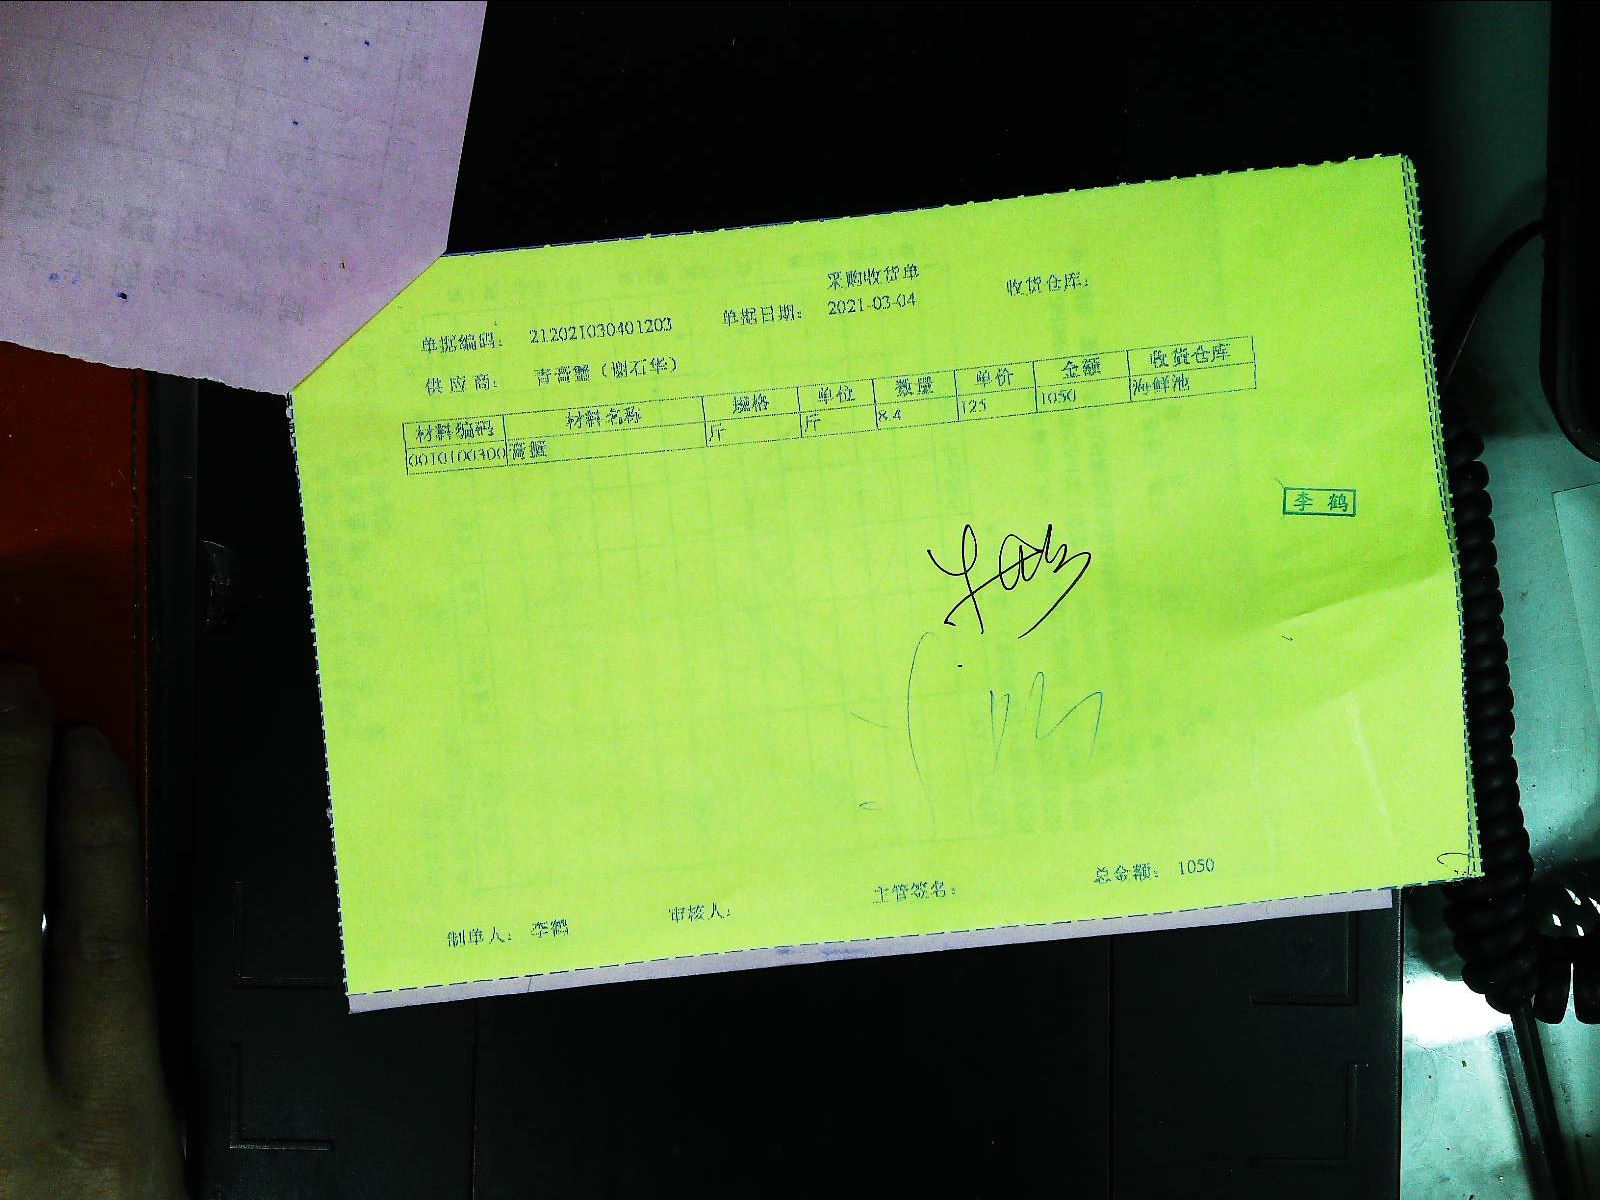 采购收货单
单据编码： 212021030401203 单据日期： 2021-03-04 收货仓库：
供应商： 青膏蟹（谢石华）
材料编码 材料名称 规格 单位 数量 单价 金额 收货仓库
0010100300 膏蟹 斤 斤 8.4 125 1050 海鲜池
李鹤
制单人： 李鹤 审核人： 主管签名： 总金额： 1050